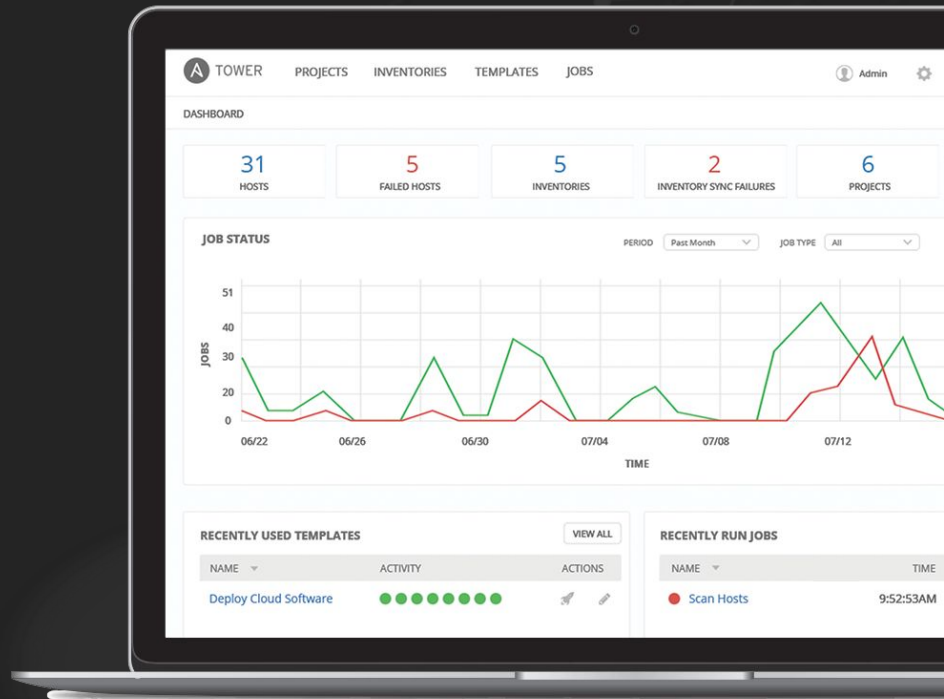 A TOWER PROJECTS INVENTORIES TEMPLATES JOBS Admin
DASHBOARD
31 5 5 2 6
HOSTS FAILED HOSTS INVENTORIES INVENTORY SYNC FAILURES PROJECTS
JOB STATUS PERIOD Past Month JOB TYPE All
51
40
JOBS
30
20
0
06/22 06/26 06/30 07/04 07/08 07/12
TIME
RECENTLY USED TEMPLATES VIEW ALL RECENTLY RUN JOBS
NAME ACTIVITY ACTIONS NAME TIME
Deploy Cloud Software Scan Hosts 9:52:53AM